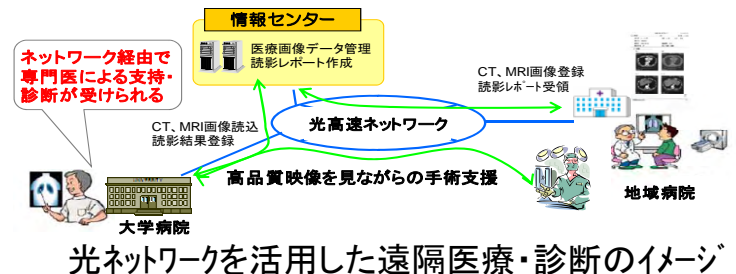 情報センター
医療画像データ管理
読影レポート作成
ネットワーク経由で
専門医による支持・
診断が受けられる
CT、MRI画像登録
読影レポート受領
CT、MRI画像読込
読影結果登録
光高速ネットワーク
高品質映像を見ながらの手術支援
大学病院
地域病院
光ネットワークを活用した遠隔医療・診断のイメージ